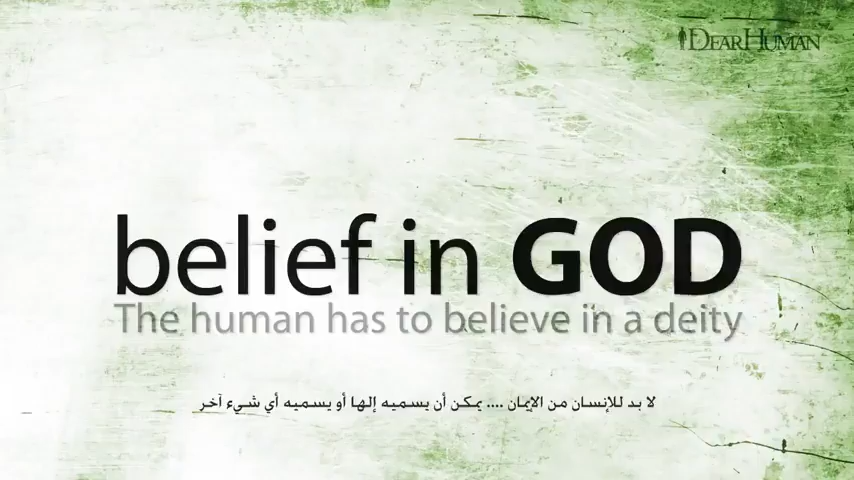 DearHuman
belief in GOD
The human has to believe in a deity
لا بد للإنسان من الإيمان .... يمكن أن يسميه إلها أو يسميه أي شيء آخر